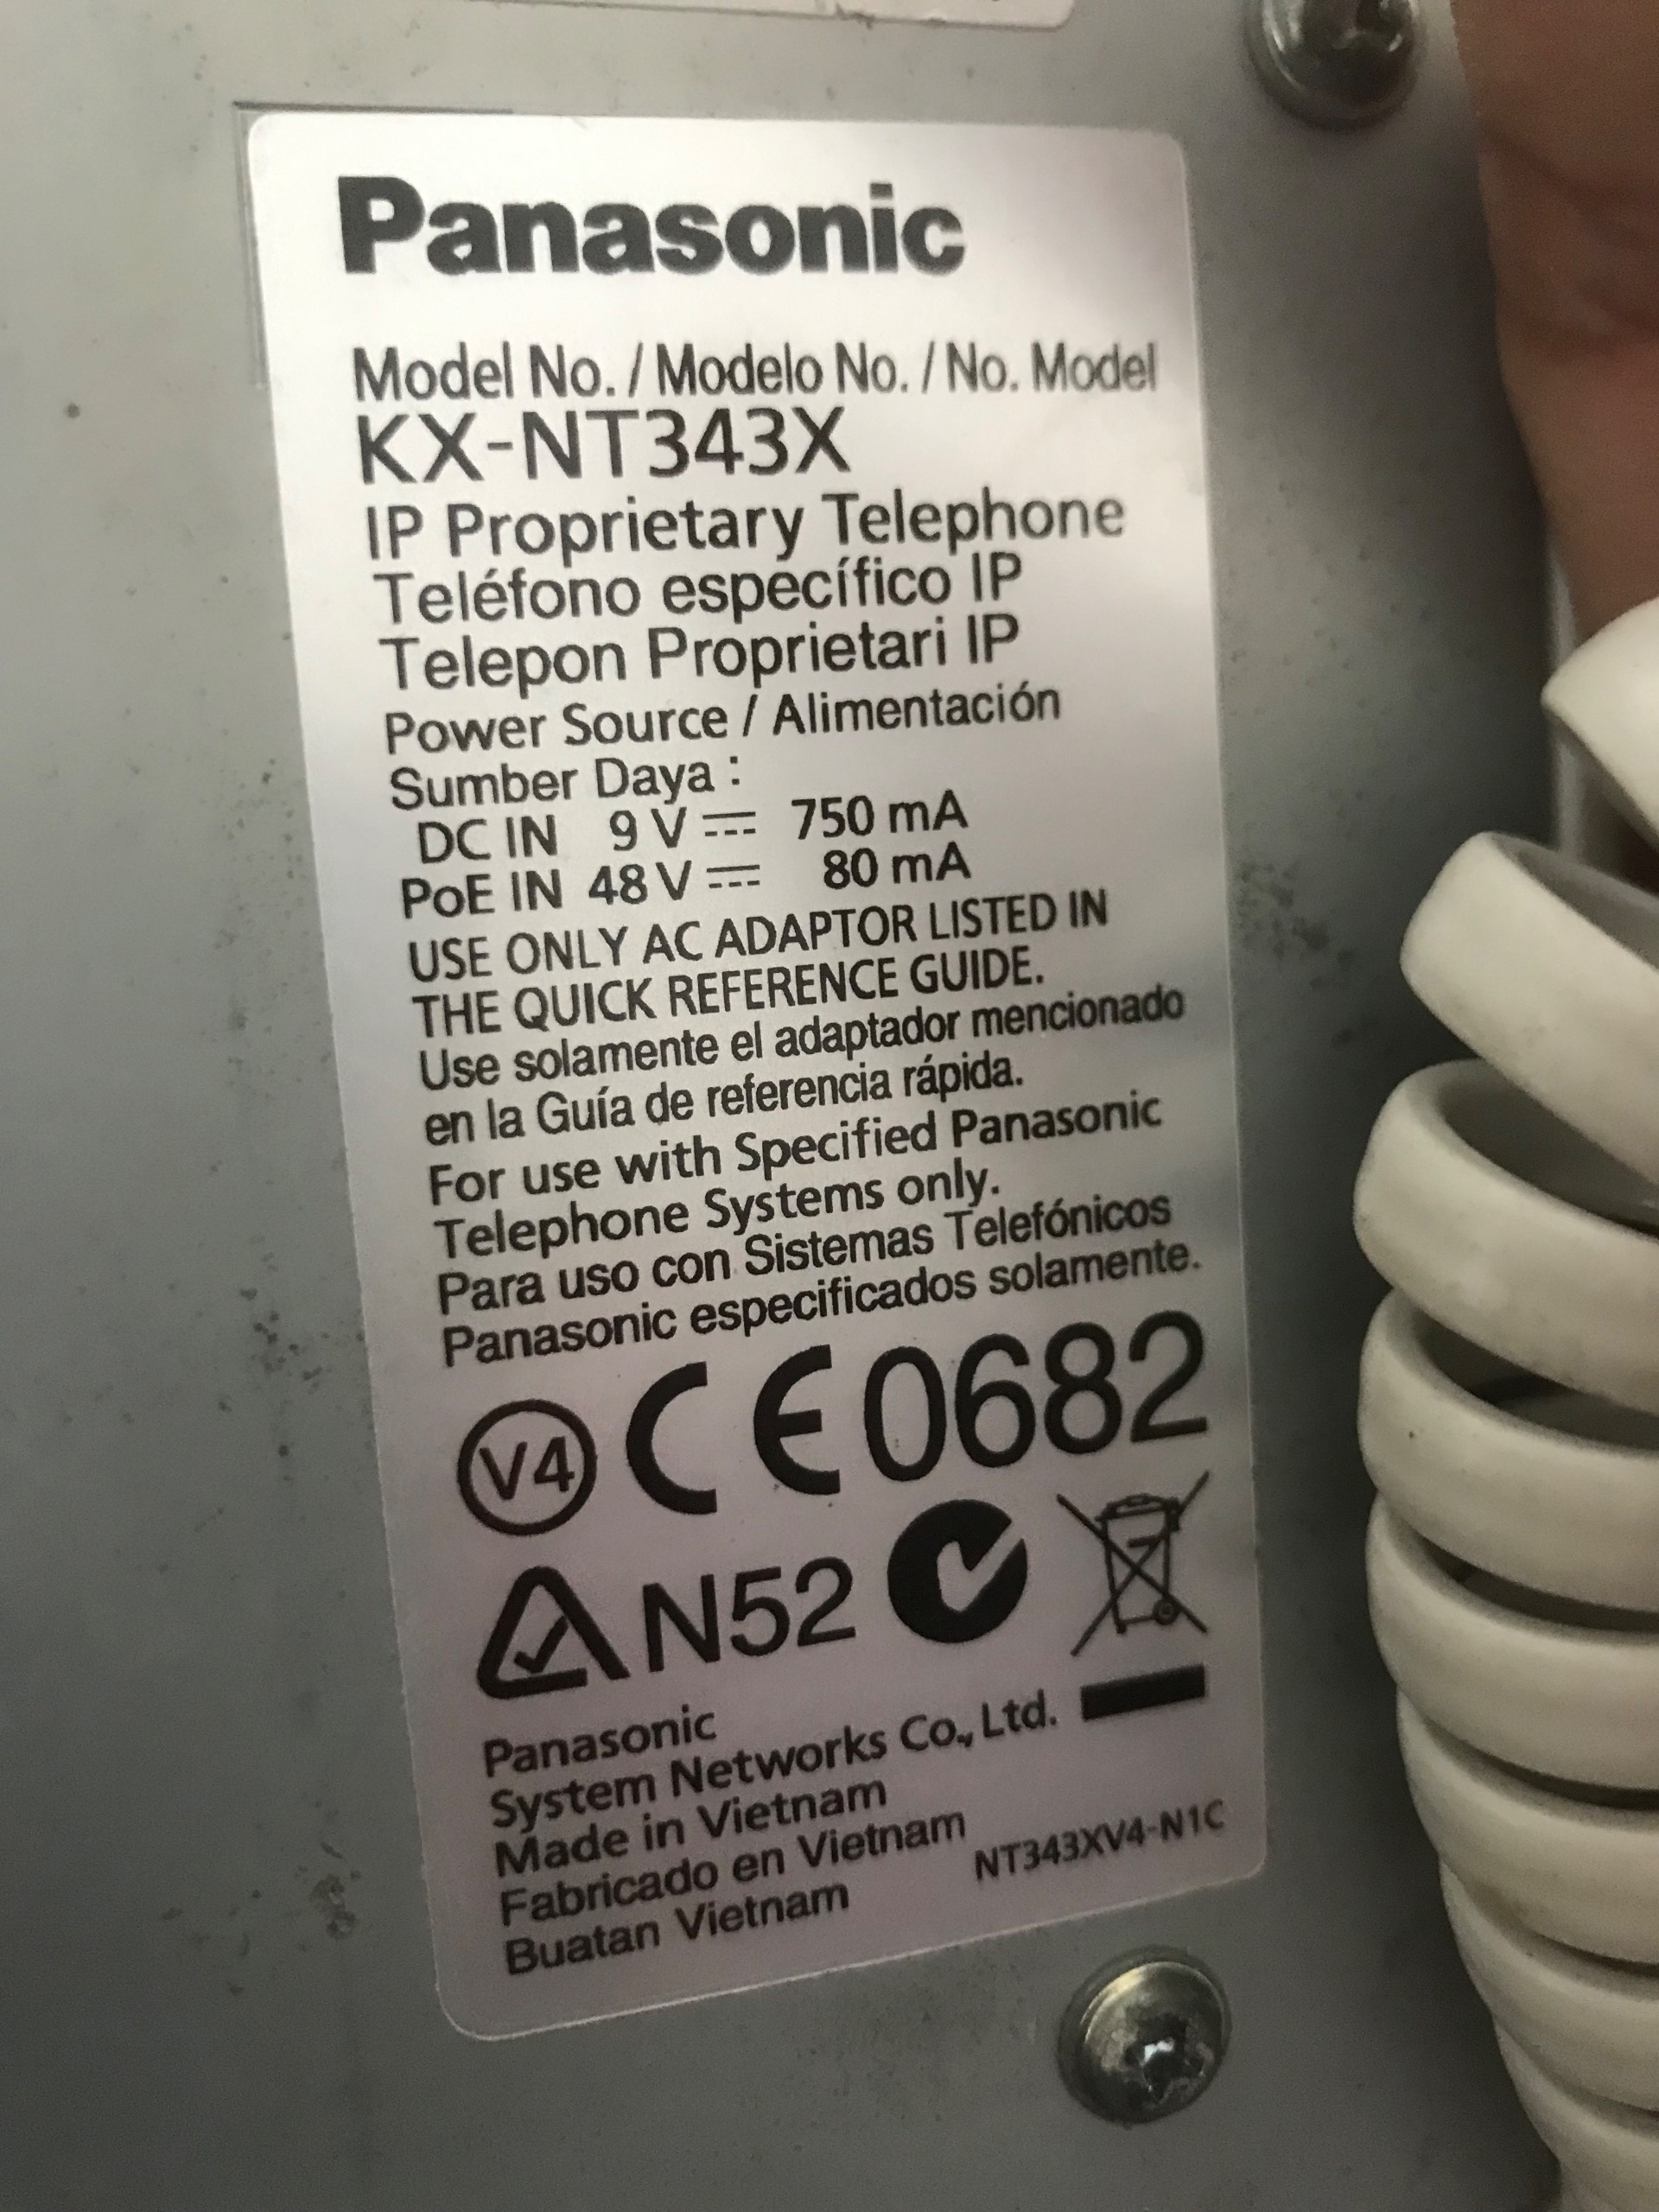 Panasonic
Model No. / Modelo No. / No. Model
KX-NT343X
IP Proprietary Telephone
Teléfono específico IP
Telepon Proprietari IP
Power Source / Alimentación
Sumber Daya :
DC IN 9 V 750 mA
PoE IN 48 V 80 mA
USE ONLY AC ADAPTOR LISTED IN
THE QUICK REFERENCE GUIDE.
Use solamente el adaptador mencionado
en la Guía de referencia rápida.
For use with Specified Panasonic
Telephone Systems only.
Para uso con Sistemas Telefónicos
Panasonic especificados solamente.
V4 CE0682
N52
Panasonic
System Networks Co., Ltd.
Made in Vietnam
Fabricado en Vietnam
Buatan Vietnam
NT343XV4-N1C